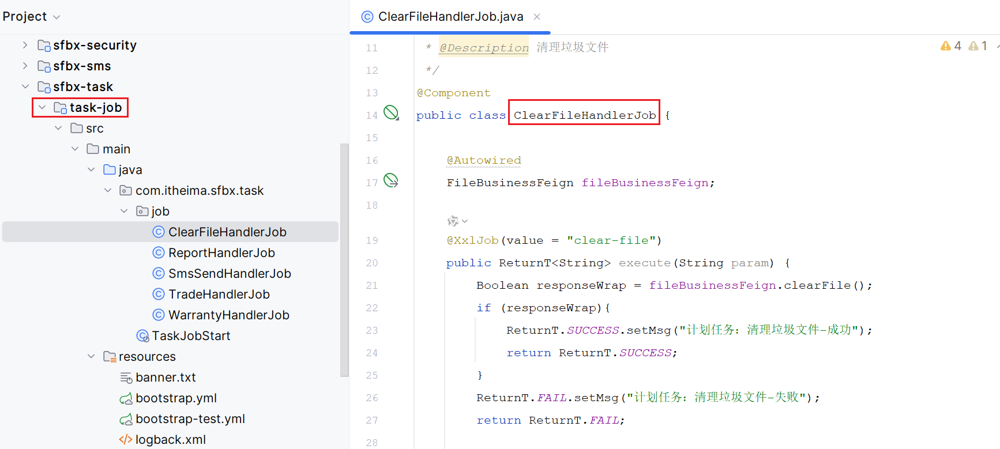 Project
sfbx-security
sfbx-sms
sfbx-task
task-job
src
main
java
com.itheima.sfbx.task
job
ClearFileHandlerJob
ReportHandlerJob
SmsSendHandlerJob
TradeHandlerJob
WarrantyHandlerJob
TaskJobStart
resources
banner.txt
bootstrap.yml
bootstrap-test.yml
logback.xml
ClearFileHandlerJob.java
4 1
11 * @Description 清理垃圾文件
12 */
13 @Component
14 public class ClearFileHandlerJob {
15
16 @Autowired
17 FileBusinessFeign fileBusinessFeign;
18
19 @XxlJob(value = "clear-file")
20 public ReturnT<String> execute(String param) {
21 Boolean responseWrap = fileBusinessFeign.clearFile();
22 if (responseWrap){
23 ReturnT.SUCCESS.setMsg("计划任务：清理垃圾文件-成功");
24 return ReturnT.SUCCESS;
25 }
26 ReturnT.FAIL.setMsg("计划任务：清理垃圾文件-失败");
27 return ReturnT.FAIL;
28